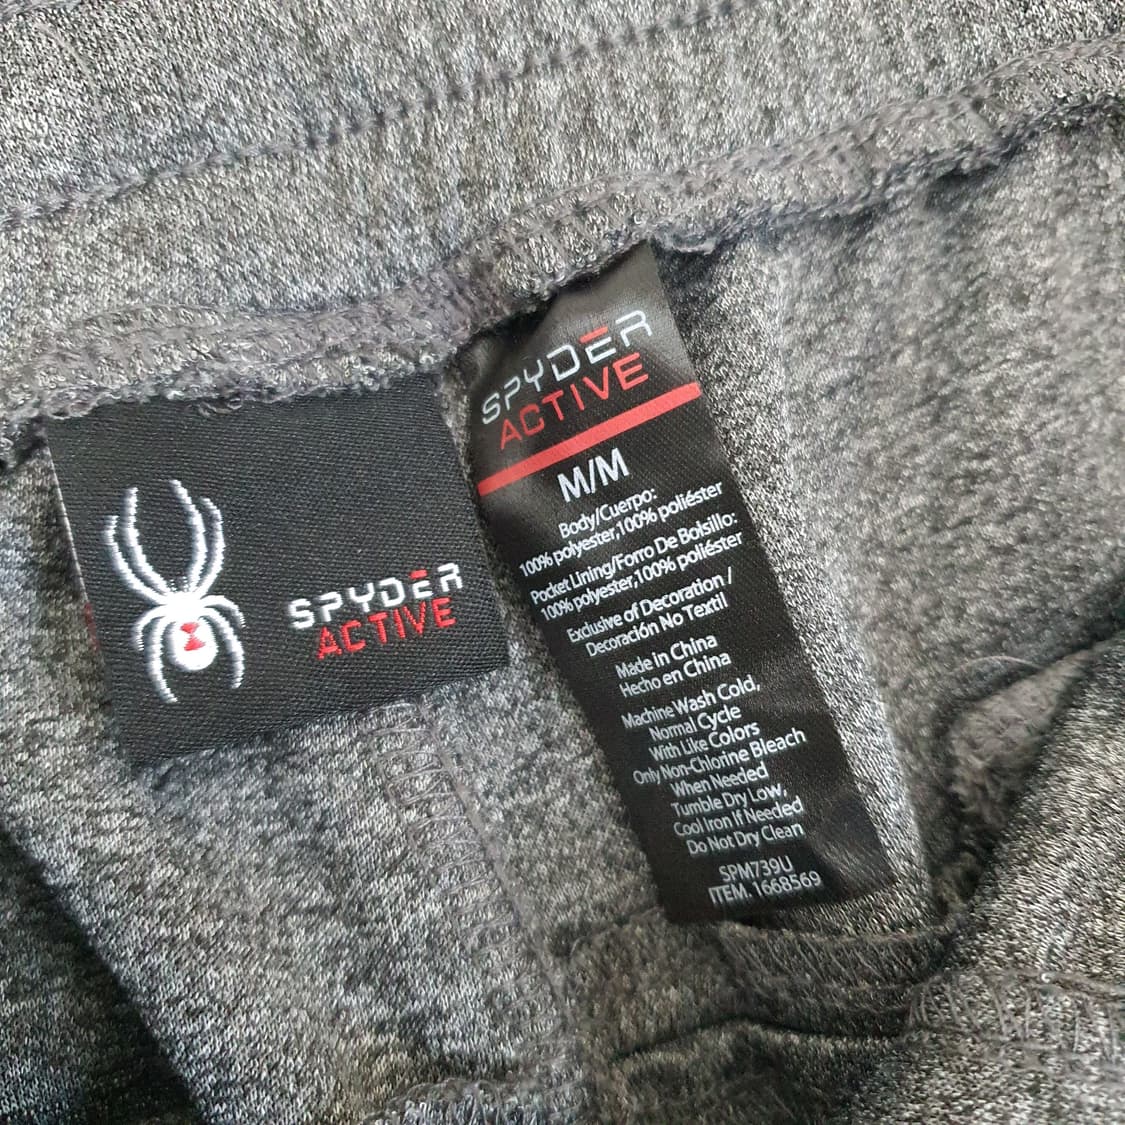 SPYDER
ACTIVE
SPYDER
ACTIVE
M/M
Body/Cuerpo:
100% polyester,100% poliéster
Pocket Lining/Forro De Bolsillo:
100% polyester,100% poliéster
Exclusive of Decoration /
Decoración No Textil
Made in China
Hecho en China
Machine Wash Cold,
Normal Cycle
With Like Colors
Only Non-Chlorine Bleach
When Needed
Tumble Dry Low,
Cool Iron If Needed
Do Not Dry Clean
SPM739U
ITEM. 1668569